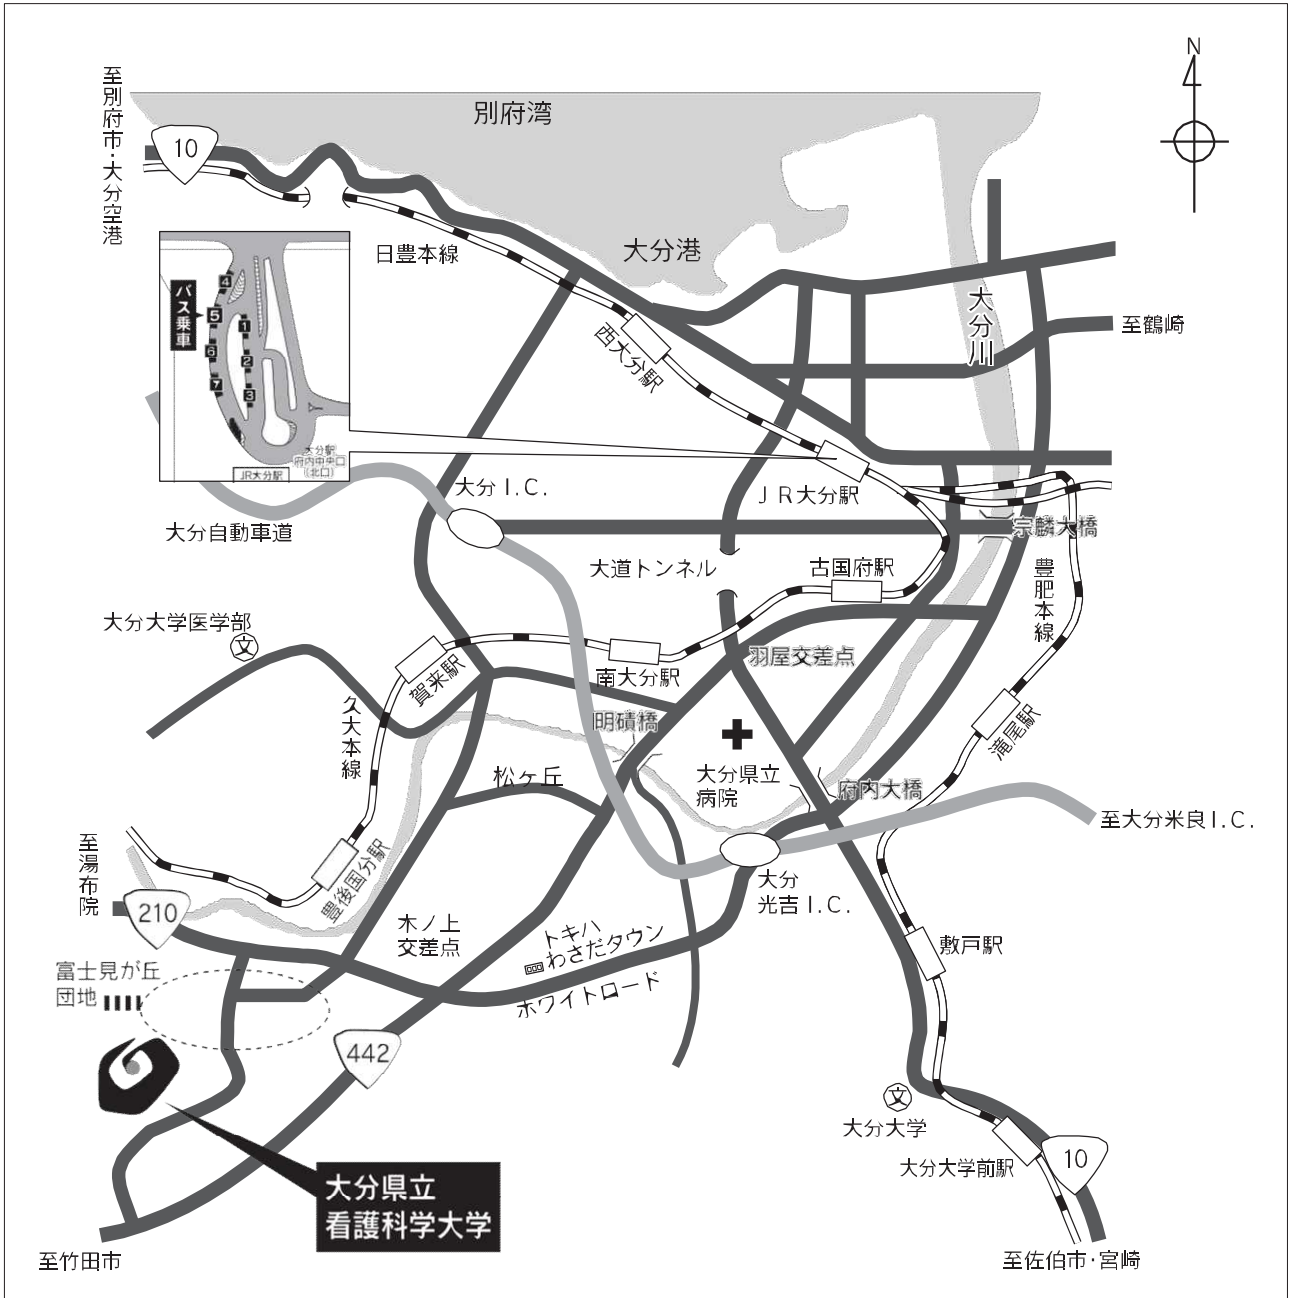 N
至別府市・大分空港
別府湾
10
日豊本線
大分港
大分川
至鶴崎
バス乗車
4
5
6
7
1
2
3
大分駅
府内中央口
(北口)
JR大分駅
西大分駅
ＪＲ大分駅
大分I.C.
大分自動車道
宗麟大橋
大道トンネル
古国府駅
豊肥本線
大分大学医学部
文
羽屋交差点
賀来駅
南大分駅
久大本線
明磧橋
滝尾駅
松ヶ丘
大分県立
病院
府内大橋
至大分米良I.C.
至湯布院
豊後国分駅
大分
光吉I.C.
210
木ノ上
交差点
トキハ
わさだタウン
敷戸駅
富士見が丘
団地
ホワイトロード
442
文
大分大学
大分大学前駅
10
大分県立
看護科学大学
至竹田市
至佐伯市・宮崎